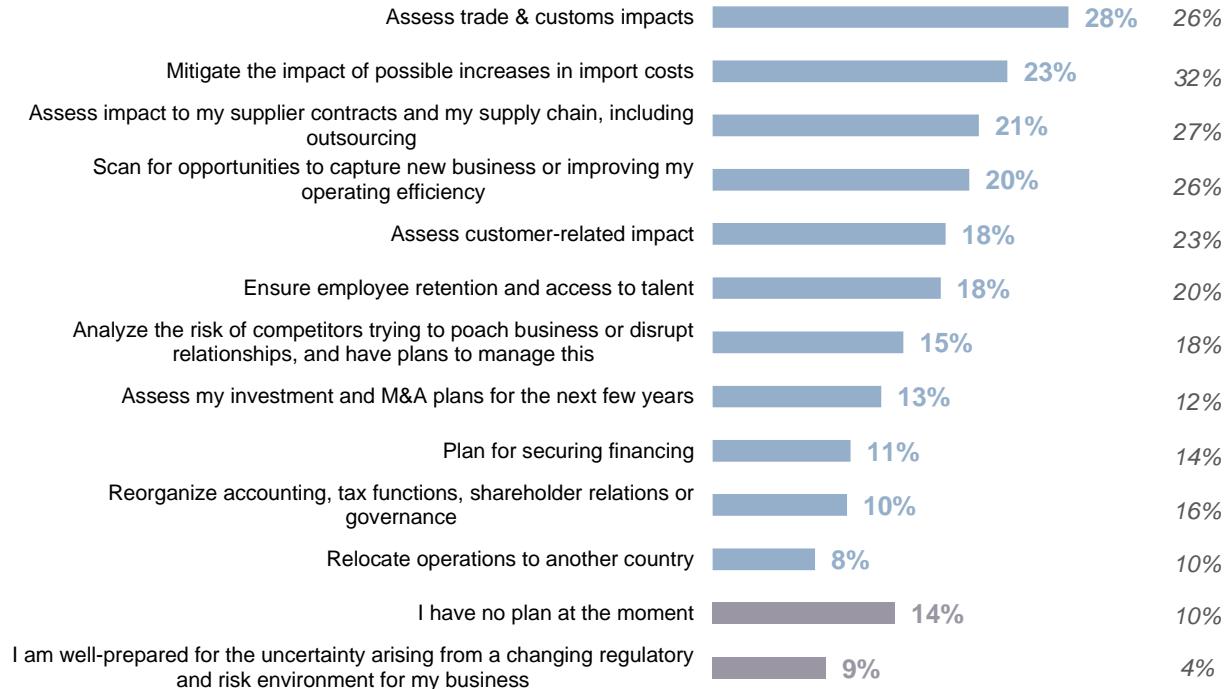 Assess trade & customs impacts 28% 26%
Mitigate the impact of possible increases in import costs 23% 32%
Assess impact to my supplier contracts and my supply chain, including
outsourcing 21% 27%
Scan for opportunities to capture new business or improving my
operating efficiency 20% 26%
Assess customer-related impact 18% 23%
Ensure employee retention and access to talent 18% 20%
Analyze the risk of competitors trying to poach business or disrupt
relationships, and have plans to manage this 15% 18%
Assess my investment and M&A plans for the next few years 13% 12%
Plan for securing financing 11% 14%
Reorganize accounting, tax functions, shareholder relations or
governance 10% 16%
Relocate operations to another country 8% 10%
I have no plan at the moment 14% 10%
I am well-prepared for the uncertainty arising from a changing regulatory
and risk environment for my business 9% 4%